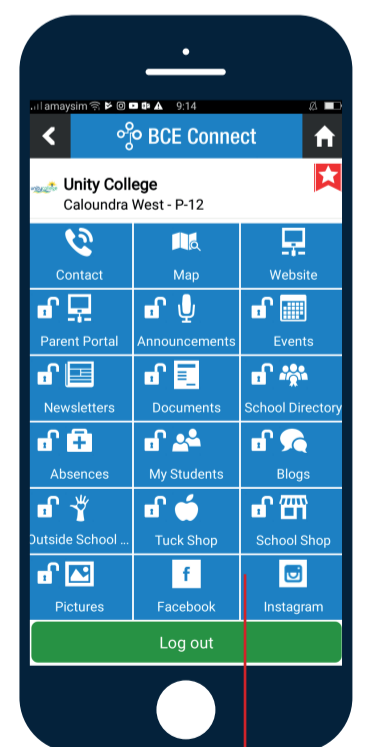 amaysim 9:14
BCE Connect
Unity College
Caloundra West - P-12
Contact Map Website
Parent Portal Announcements Events
Newsletters Documents School Directory
Absences My Students Blogs
Outside School ... Tuck Shop School Shop
Pictures Facebook Instagram
Log out